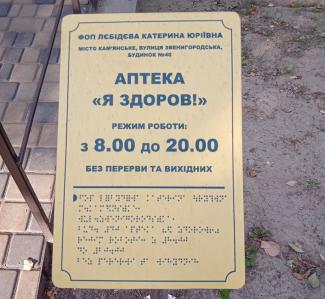 ФОП ЛЄБІДЄВА КАТЕРИНА ЮРІЇВНА
МІСТО КАМ'ЯНСЬКЕ, ВУЛИЦЯ ЗВЕНИГОРОДСЬКА,
БУДИНОК №40
АПТЕКА
«Я ЗДОРОВ!»
РЕЖИМ РОБОТИ:
з 8.00 до 20.00
БЕЗ ПЕРЕРВИ ТА ВИХІДНИХ